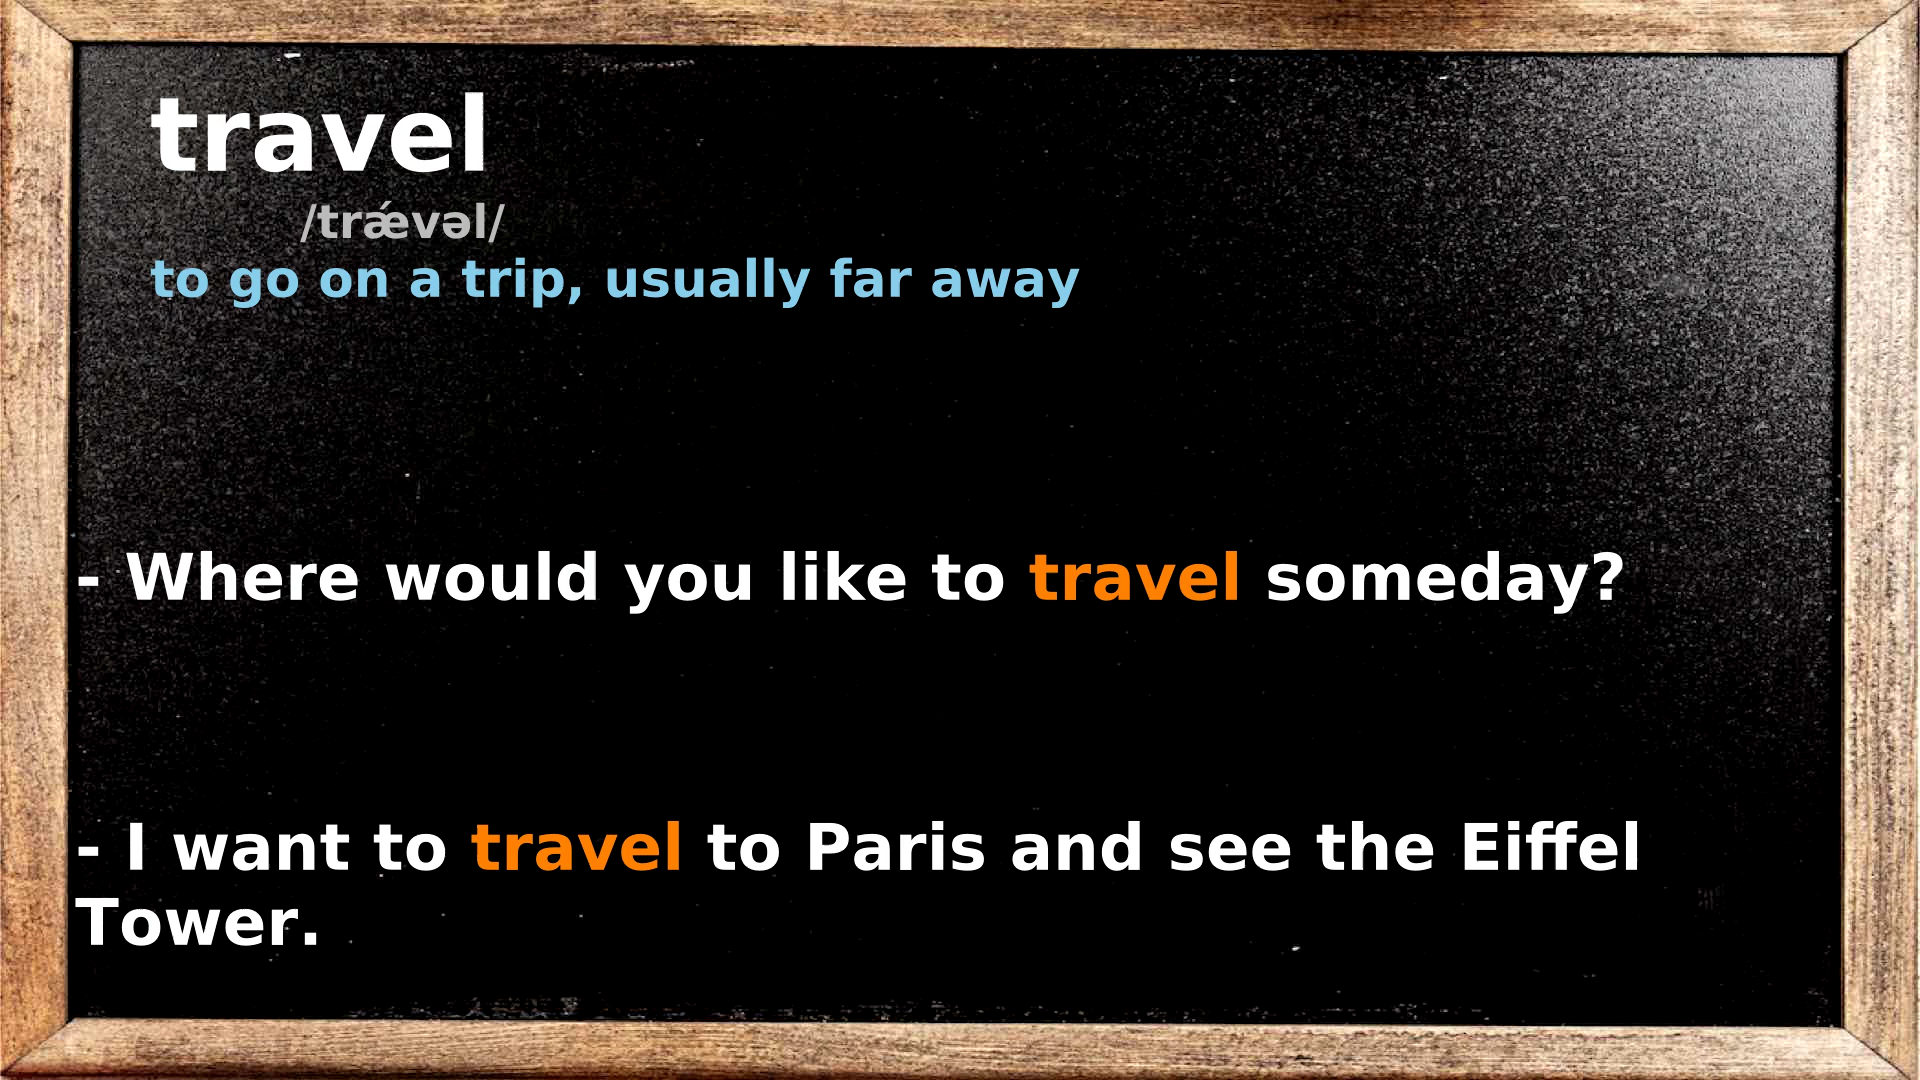 travel
/trǽvəl/
to go on a trip, usually far away
- Where would you like to travel someday?
- I want to travel to Paris and see the Eiffel
Tower.